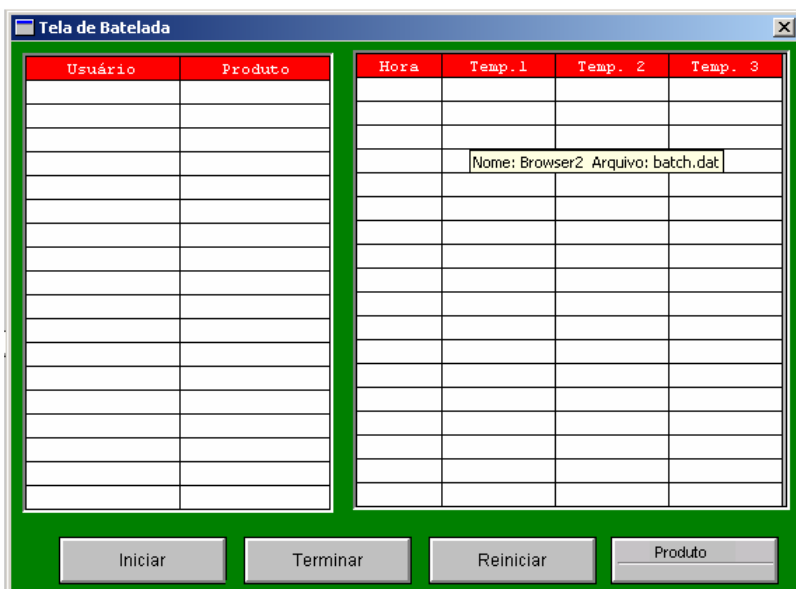 Tela de Batelada
Usuário Produto
Hora Temp.1 Temp. 2 Temp. 3
Nome: Browser2 Arquivo: batch.dat
Iniciar Terminar Reiniciar Produto